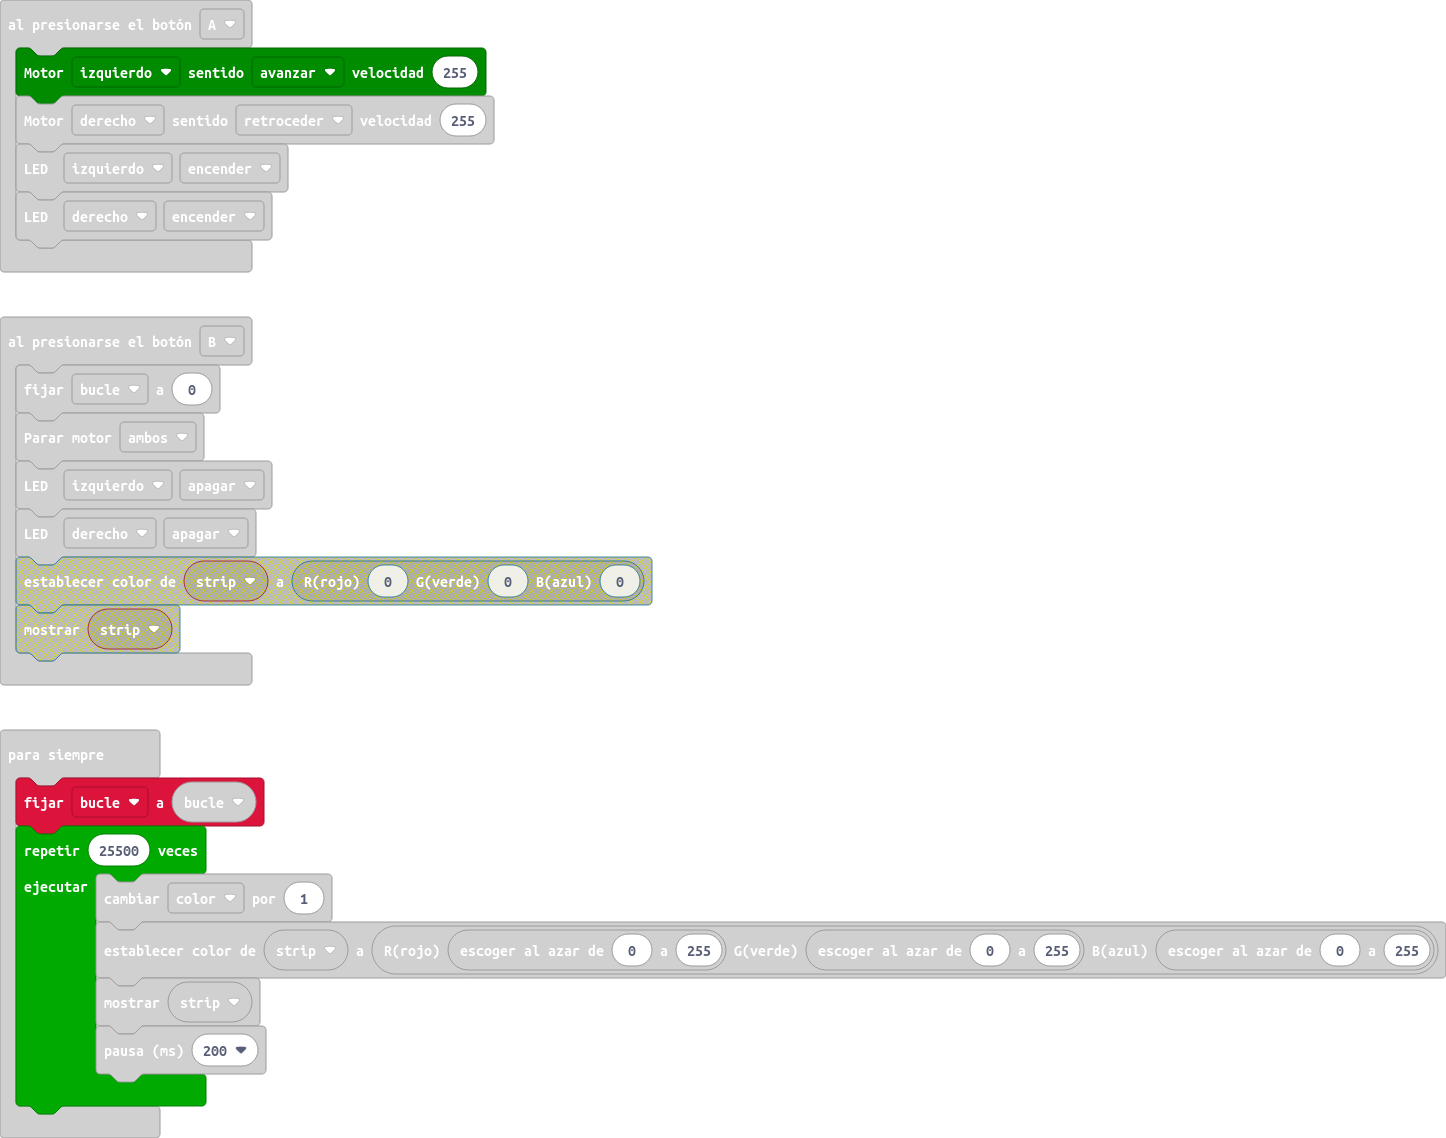 al presionarse el botón A
Motor izquierdo sentido avanzar velocidad 255
Motor derecho sentido retroceder velocidad 255
LED izquierdo encender
LED derecho encender
al presionarse el botón B
fijar bucle a 0
Parar motor ambos
LED izquierdo apagar
LED derecho apagar
establecer color de strip a R(rojo) 0 G(verde) 0 B(azul) 0
mostrar strip
para siempre
fijar bucle a bucle
repetir 25500 veces
ejecutar
cambiar color por 1
establecer color de strip a R(rojo) escoger al azar de 0 a 255 G(verde) escoger al azar de 0 a 255 B(azul) escoger al azar de 0 a 255
mostrar strip
pausa (ms) 200